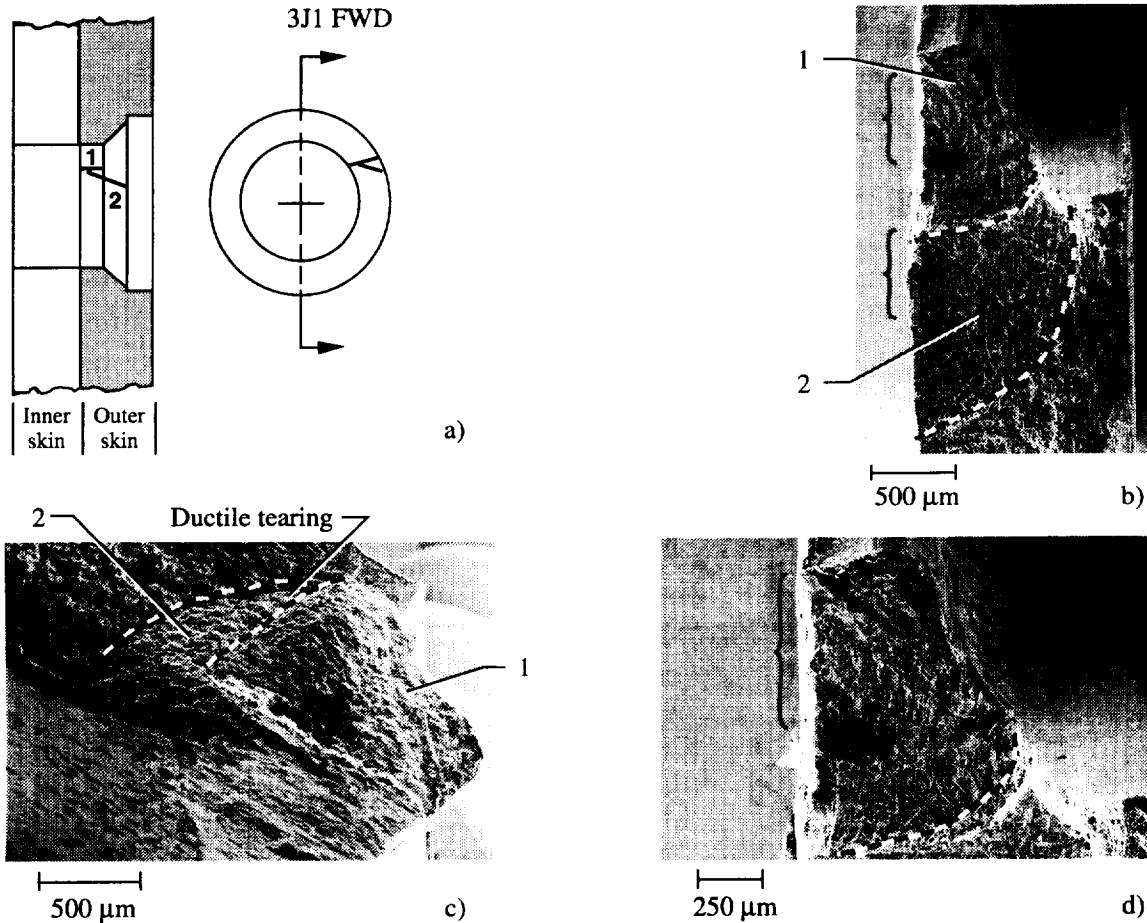 3J1 FWD
1
2
Inner skin
Outer skin
a)
1
2
500 μm
b)
2
Ductile tearing
1
500 μm
c)
250 μm
d)